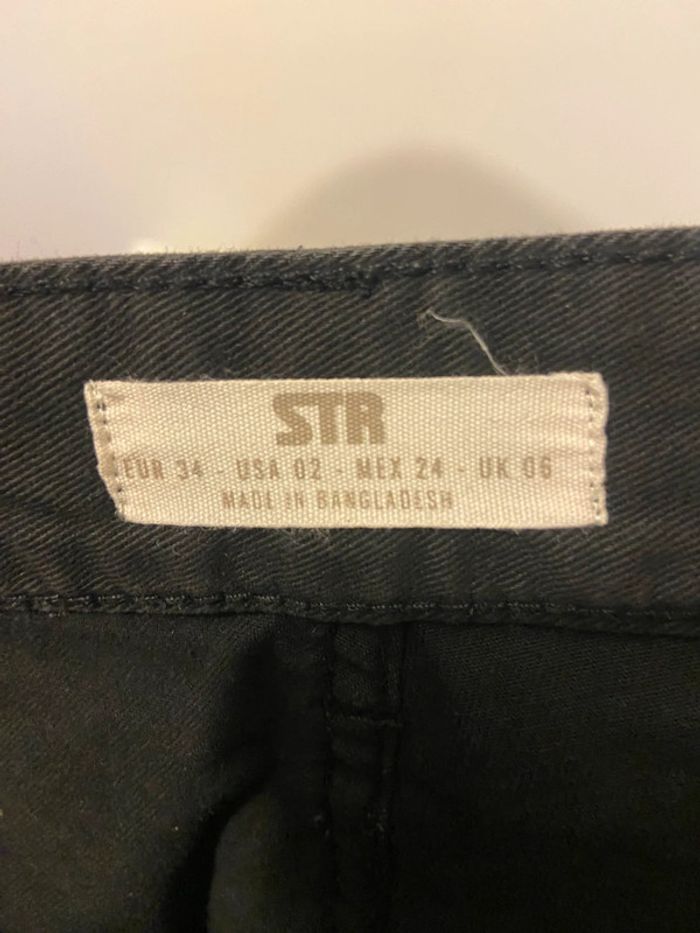 STR
EUR 34 - USA 02 - MEX 24 - UK 06
MADE IN BANGLADESH